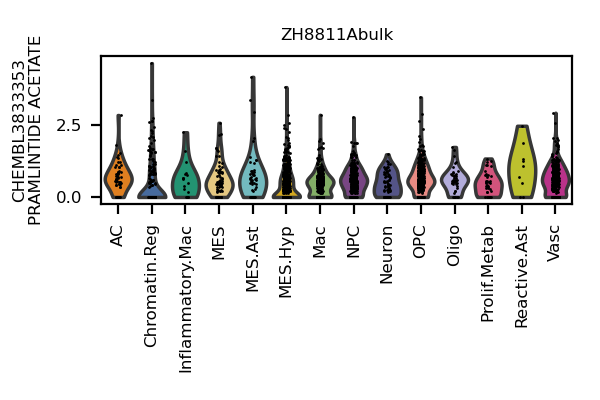 ZH8811Abulk
CHEMBL3833353
PRAMLINTIDE ACETATE
2.5
0.0
AC
Chromatin.Reg
Inflammatory.Mac
MES
MES.Ast
MES.Hyp
Mac
NPC
Neuron
OPC
Oligo
Prolif.Metab
Reactive.Ast
Vasc